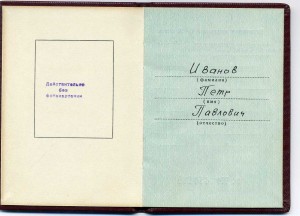 Действительно
без
фотокарточки
Иванов
(фамилия)
Петр
(имя)
Павлович
(отчество)